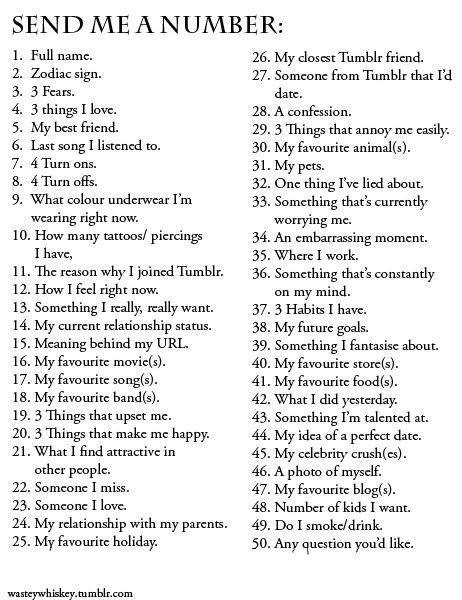 SEND ME A NUMBER:
1. Full name.
2. Zodiac sign.
3. 3 Fears.
4. 3 things I love.
5. My best friend.
6. Last song I listened to.
7. 4 Turn ons.
8. 4 Turn offs.
9. What colour underwear I'm
wearing right now.
10. How many tattoos/ piercings
I have,
11. The reason why I joined Tumblr.
12. How I feel right now.
13. Something I really, really want.
14. My current relationship status.
15. Meaning behind my URL.
16. My favourite movie(s).
17. My favourite song(s).
18. My favourite band(s).
19. 3 Things that upset me.
20. 3 Things that make me happy.
21. What I find attractive in
other people.
22. Someone I miss.
23. Someone I love.
24. My relationship with my parents.
25. My favourite holiday.
26. My closest Tumblr friend.
27. Someone from Tumblr that I'd
date.
28. A confession.
29. 3 Things that annoy me easily.
30. My favourite animal(s).
31. My pets.
32. One thing I've lied about.
33. Something that's currently
worrying me.
34. An embarrassing moment.
35. Where I work.
36. Something that's constantly
on my mind.
37. 3 Habits I have.
38. My future goals.
39. Something I fantasise about.
40. My favourite store(s).
41. My favourite food(s).
42. What I did yesterday.
43. Something I'm talented at.
44. My idea of a perfect date.
45. My celebrity crush(es).
46. A photo of myself.
47. My favourite blog(s).
48. Number of kids I want.
49. Do I smoke/drink.
50. Any question you'd like.
wasteywhiskey.tumblr.com